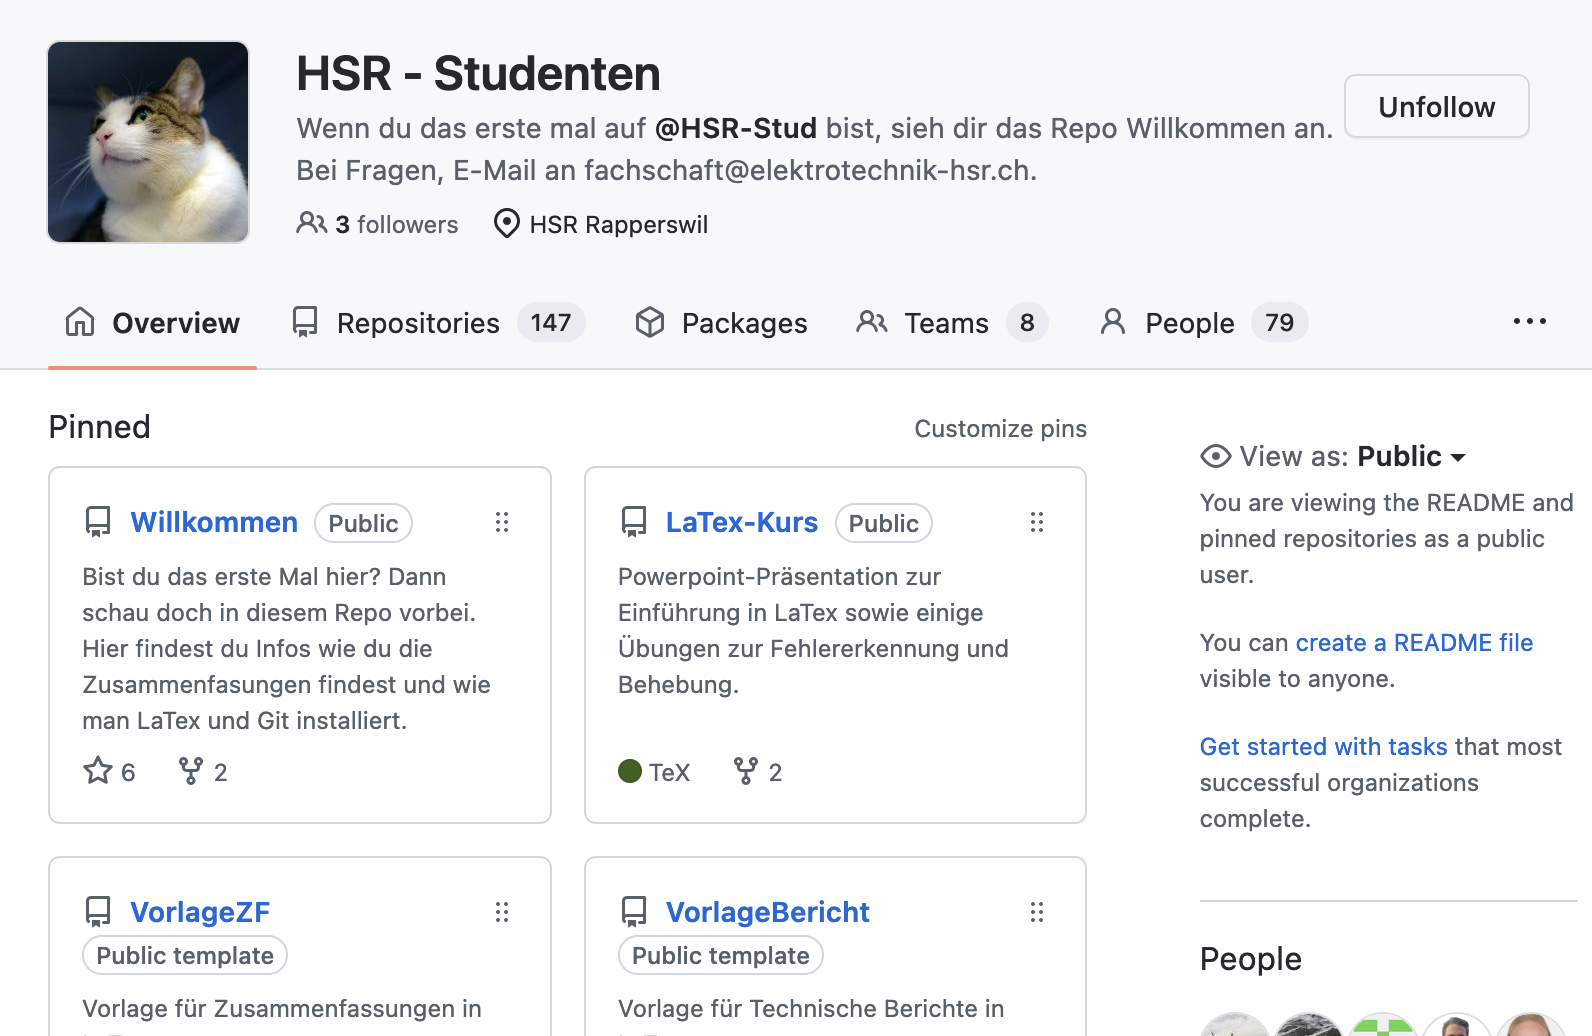 HSR - Studenten
Unfollow
Wenn du das erste mal auf @HSR-Stud bist, sieh dir das Repo Willkommen an.
Bei Fragen, E-Mail an fachschaft@elektrotechnik-hsr.ch.
3 followers HSR Rapperswil
Overview Repositories 147 Packages Teams 8 People 79
Pinned
Customize pins
Willkommen Public
Bist du das erste Mal hier? Dann
schau doch in diesem Repo vorbei.
Hier findest du Infos wie du die
Zusammenfasungen findest und wie
man LaTex und Git installiert.
6 2
LaTex-Kurs Public
Powerpoint-Präsentation zur
Einführung in LaTex sowie einige
Übungen zur Fehlererkennung und
Behebung.
TeX 2
VorlageZF
Public template
Vorlage für Zusammenfassungen in
VorlageBericht
Public template
Vorlage für Technische Berichte in
View as: Public
You are viewing the README and
pinned repositories as a public
user.
You can create a README file
visible to anyone.
Get started with tasks that most
successful organizations
complete.
People